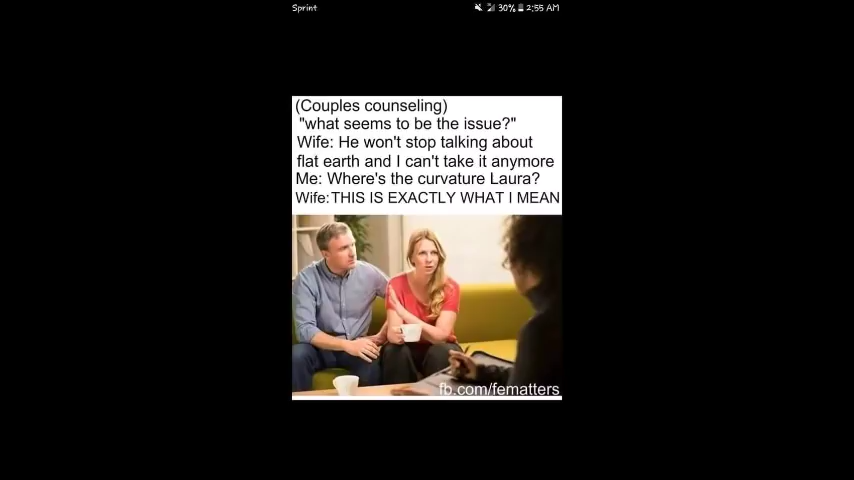 Sprint 30% 2:55 AM
(Couples counseling)
"what seems to be the issue?"
Wife: He won't stop talking about
flat earth and I can't take it anymore
Me: Where's the curvature Laura?
Wife:THIS IS EXACTLY WHAT I MEAN
fb.com/fematters